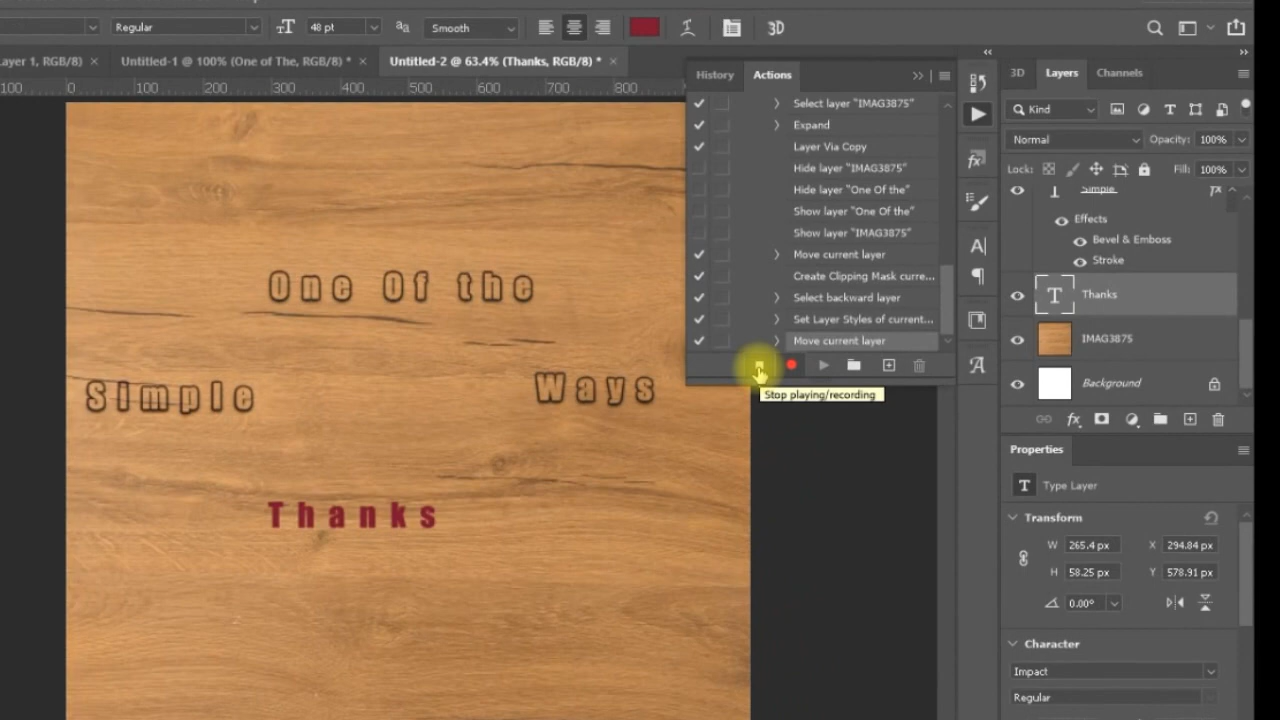 Regular
48 pt
aa
Smooth
3D
ayer 1, RGB/8)
Untitled-1 @ 100% (One of The, RGB/8) *
Untitled-2 @ 63.4% (Thanks, RGB/8) *
100 0 100 200 300 400 500 600 700 800
History
Actions
Select layer "IMAG3875"
Expand
Layer Via Copy
Hide layer "IMAG3875"
Hide layer "One Of the"
Show layer "One Of the"
Show layer "IMAG3875"
Move current layer
Create Clipping Mask curre...
Select backward layer
Set Layer Styles of current...
Move current layer
Stop playing/recording
One Of the
Simple
Ways
Thanks
3D
Layers
Channels
Kind
Normal
Opacity: 100%
Lock:
Fill: 100%
Simple
Effects
Bevel & Emboss
Stroke
Thanks
IMAG3875
Background
Properties
Type Layer
Transform
W 265.4 px X 294.84 px
H 58.25 px Y 578.91 px
0.00°
Character
Impact
Regular